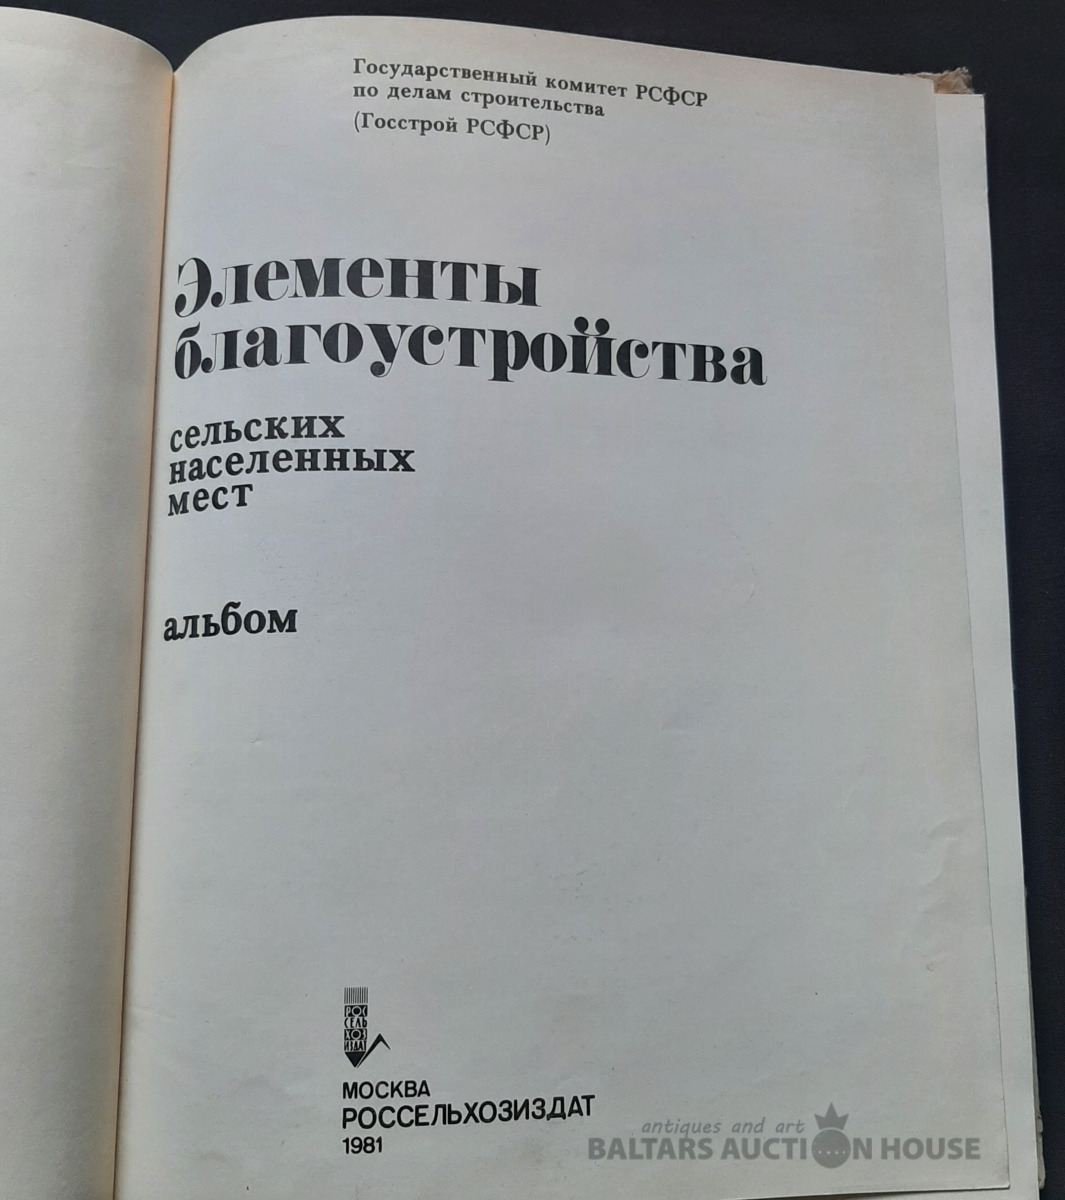 Государственный комитет РСФСР
по делам строительства
(Госстрой РСФСР)
Элементы
благоустройства
сельских
населенных
мест
альбом
РОС
СЕЛЬ
ХОЗ
ИЗДАТ
МОСКВА
РОССЕЛЬХОЗИЗДАТ
1981
antiques and art
BALTARS AUCTION HOUSE